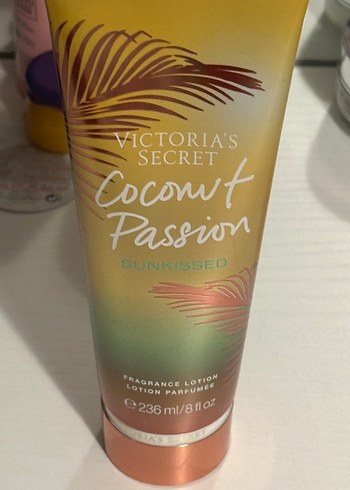 VICTORIA'S
SECRET
Coconut
Passion
SUNKISSED
FRAGRANCE LOTION
LOTION PARFUMÉE
℮ 236 ml/8 fl oz